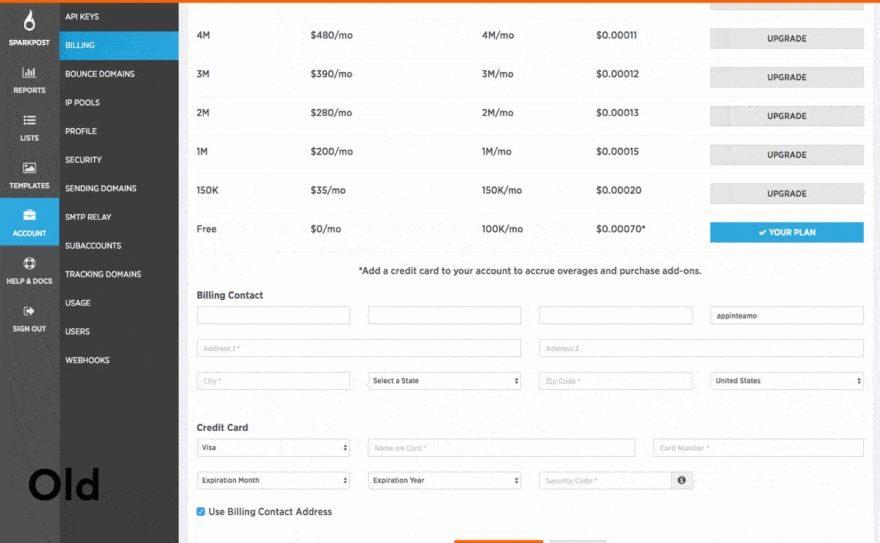 SPARKPOST
REPORTS
LISTS
TEMPLATES
ACCOUNT
HELP & DOCS
SIGN OUT
API KEYS
BILLING
BOUNCE DOMAINS
IP POOLS
PROFILE
SECURITY
SENDING DOMAINS
SMTP RELAY
SUBACCOUNTS
TRACKING DOMAINS
USAGE
USERS
WEBHOOKS
Old
4M $480/mo 4M/mo $0.00011 UPGRADE
3M $390/mo 3M/mo $0.00012 UPGRADE
2M $280/mo 2M/mo $0.00013 UPGRADE
1M $200/mo 1M/mo $0.00015 UPGRADE
150K $35/mo 150K/mo $0.00020 UPGRADE
Free $0/mo 100K/mo $0.00070* ✓ YOUR PLAN
*Add a credit card to your account to accrue overages and purchase add-ons.
Billing Contact
appinteamo
Address 1 * Address 2
City * Select a State Zip Code * United States
Credit Card
Visa Name on Card * Card Number *
Expiration Month Expiration Year Security Code *
Use Billing Contact Address